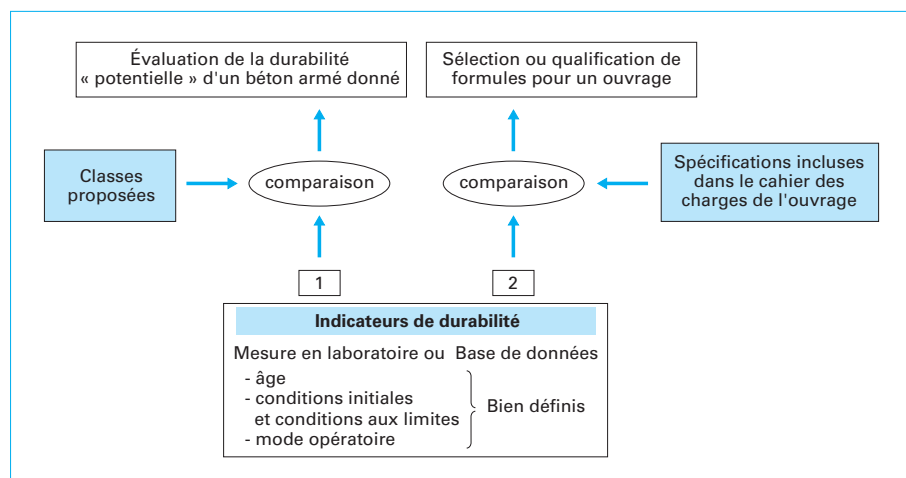 Évaluation de la durabilité
« potentielle » d'un béton armé donné
Sélection ou qualification de
formules pour un ouvrage
Classes
proposées
comparaison
comparaison
Spécifications incluses
dans le cahier des
charges de l'ouvrage
1
2
Indicateurs de durabilité
Mesure en laboratoire ou Base de données
- âge
- conditions initiales
et conditions aux limites
- mode opératoire
Bien définis